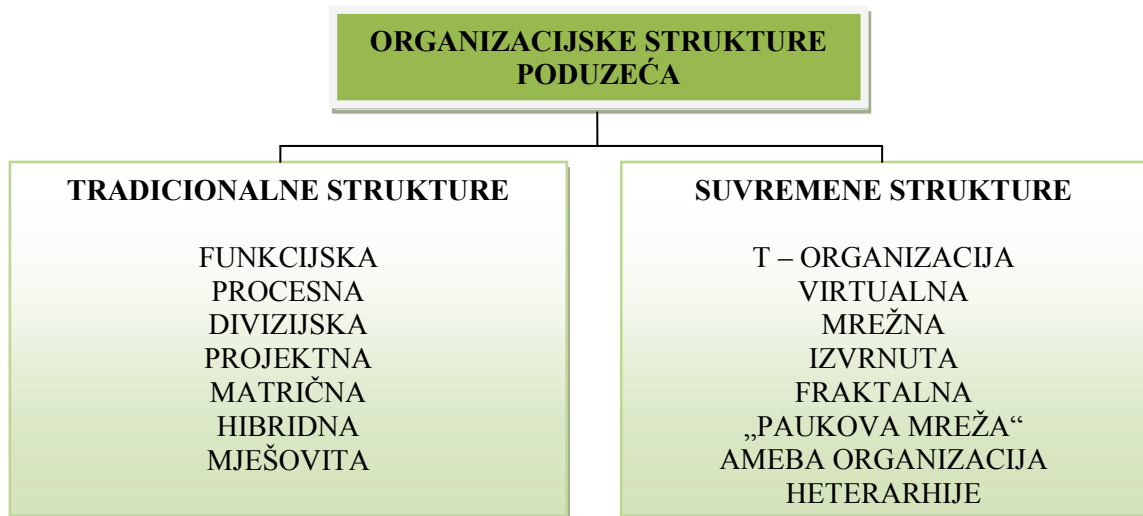 ORGANIZACIJSKE STRUKTURE
PODUZEĆA
TRADICIONALNE STRUKTURE
FUNKCIJSKA
PROCESNA
DIVIZIJSKA
PROJEKTNA
MATRIČNA
HIBRIDNA
MJEŠOVITA
SUVREMENE STRUKTURE
T – ORGANIZACIJA
VIRTUALNA
MREŽNA
IZVRNUTA
FRAKTALNA
„PAUKOVA MREŽA“
AMEBA ORGANIZACIJA
HETERARHIJE